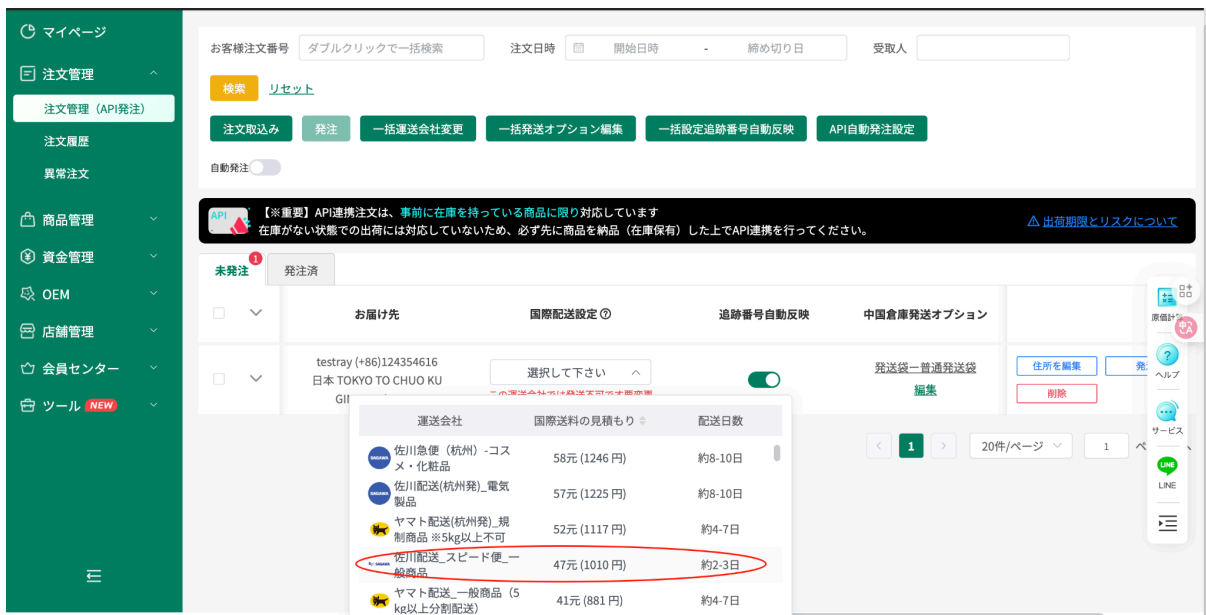 マイページ
注文管理
注文管理（API発注）
注文履歴
異常注文
商品管理
資金管理
OEM
店舗管理
会員センター
ツール NEW
お客様注文番号 ダブルクリックで一括検索 注文日時 開始日時 - 締め切り日 受取人
検索 リセット
注文取込み 発注 一括運送会社変更 一括発送オプション編集 一括設定追跡番号自動反映 API自動発注設定
自動発注
API 【※重要】API連携注文は、事前に在庫を持っている商品に限り対応しています
在庫がない状態での出荷には対応していないため、必ず先に商品を納品（在庫保有）した上でAPI連携を行ってください。
出荷期限とリスクについて
未発注 1 発注済
お届け先 国際配送設定 追跡番号自動反映 中国倉庫発送オプション
testray (+86)124354616
日本 TOKYO TO CHUO KU
選択して下さい
この運送会社では発送不可です要変更
発送袋一普通発送袋
編集
住所を編集
削除
運送会社 国際送料の見積もり 配送日数
佐川急便（杭州）-コスメ・化粧品 58元 (1246 円) 約8-10日
佐川配送(杭州発)_電気製品 57元 (1225 円) 約8-10日
ヤマト配送(杭州発)_規制商品 ※5kg以上不可 52元 (1117 円) 約4-7日
佐川配送_スピード便_一般商品 47元 (1010 円) 約2-3日
ヤマト配送_一般商品（5kg以上分割配送） 41元 (881 円) 約4-7日
< 1 > 20件/ページ 1
原価計
ヘルプ
サービス
LINE
LINE